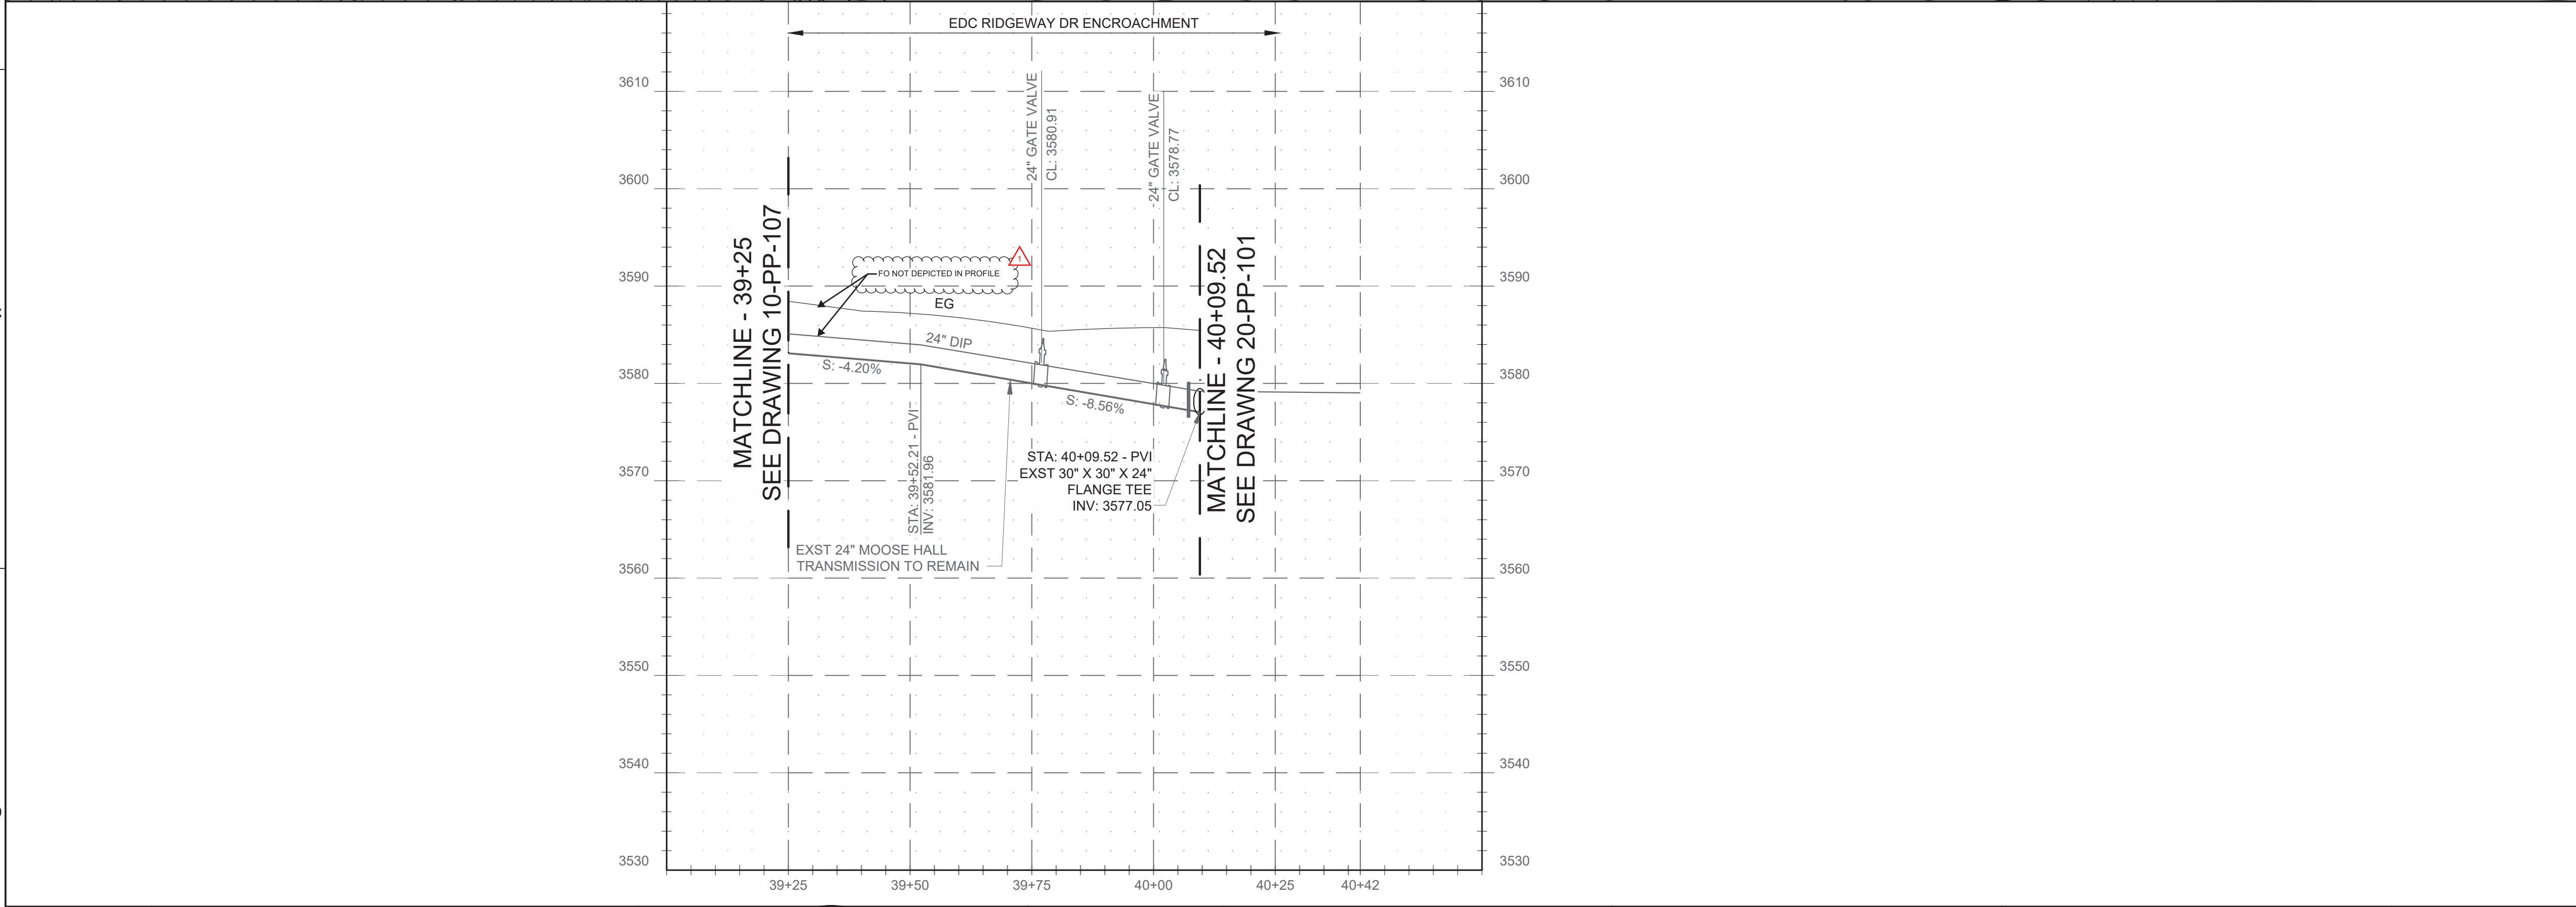 EDC RIDGEWAY DR ENCROACHMENT
3610
3600
3590
3580
3570
3560
3550
3540
3530
MATCHLINE - 39+25
SEE DRAWING 10-PP-107
FO NOT DEPICTED IN PROFILE
1
EG
24" DIP
S: -4.20%
24" GATE VALVE
CL: 3580.91
24" GATE VALVE
CL: 3578.77
S: -8.56%
STA: 39+52.21 - PVI
INV: 3581.96
STA: 40+09.52 - PVI
EXST 30" X 30" X 24"
FLANGE TEE
INV: 3577.05
EXST 24" MOOSE HALL
TRANSMISSION TO REMAIN
MATCHLINE - 40+09.52
SEE DRAWNG 20-PP-101
3610
3600
3590
3580
3570
3560
3550
3540
3530
39+25
39+50
39+75
40+00
40+25
40+42